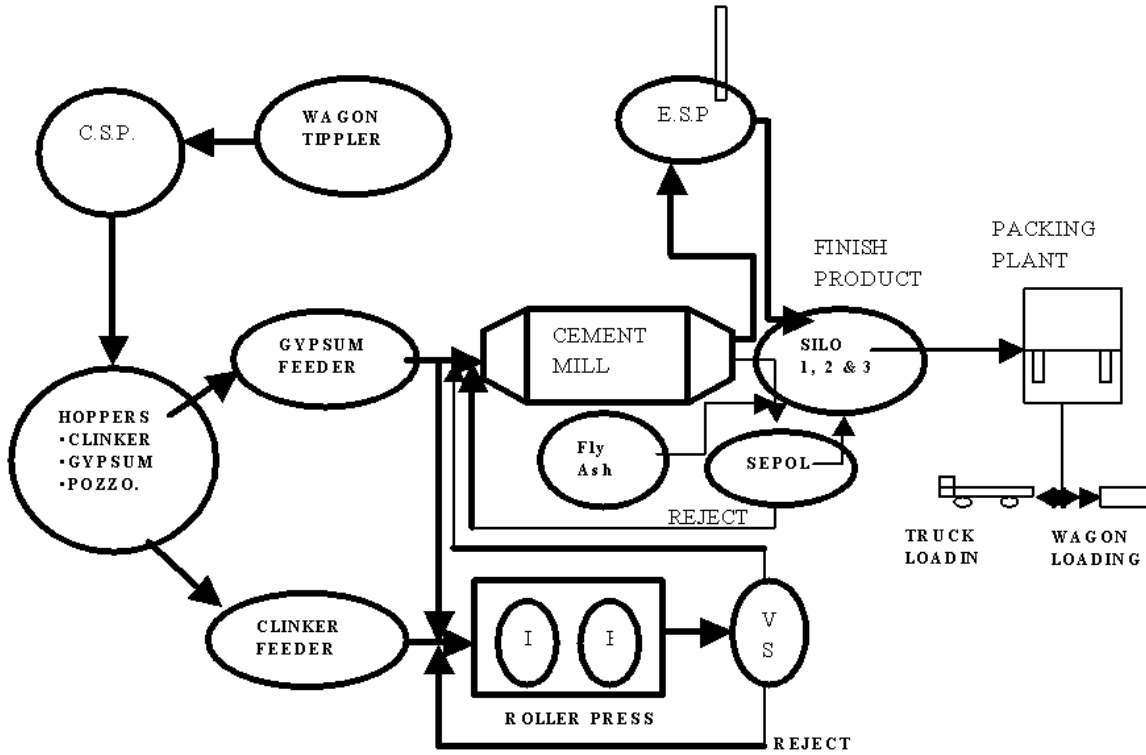 C.S.P.
WAGON
TIPPLER
E.S.P
FINISH
PRODUCT
PACKING
PLANT
GYPSUM
FEEDER
CEMENT
MILL
SILO
1, 2 & 3
HOPPERS
•CLINKER
•GYPSUM
•POZZO.
Fly
Ash
SEPOL
REJECT
TRUCK
LOADIN
WAGON
LOADING
CLINKER
FEEDER
V
S
ROLLER PRESS
REJECT